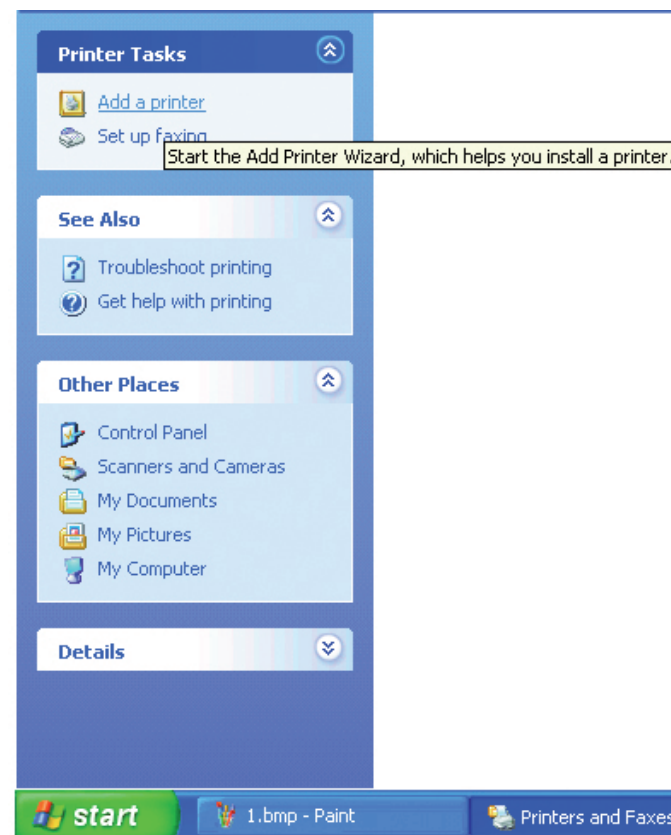 Printer Tasks
Add a printer
Set up faxing
Start the Add Printer Wizard, which helps you install a printer.
See Also
Troubleshoot printing
Get help with printing
Other Places
Control Panel
Scanners and Cameras
My Documents
My Pictures
My Computer
Details
start
1.bmp - Paint
Printers and Faxes